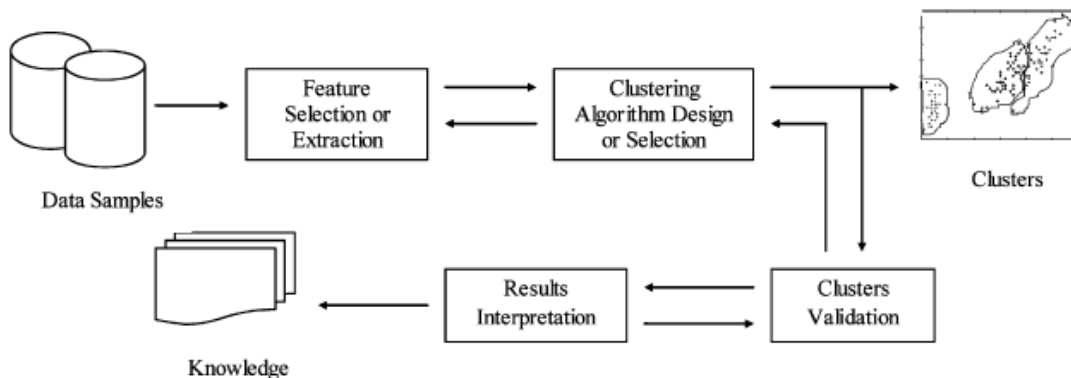 Feature
Selection or
Extraction
Clustering
Algorithm Design
or Selection
Clusters
Data Samples
Results
Interpretation
Clusters
Validation
Knowledge